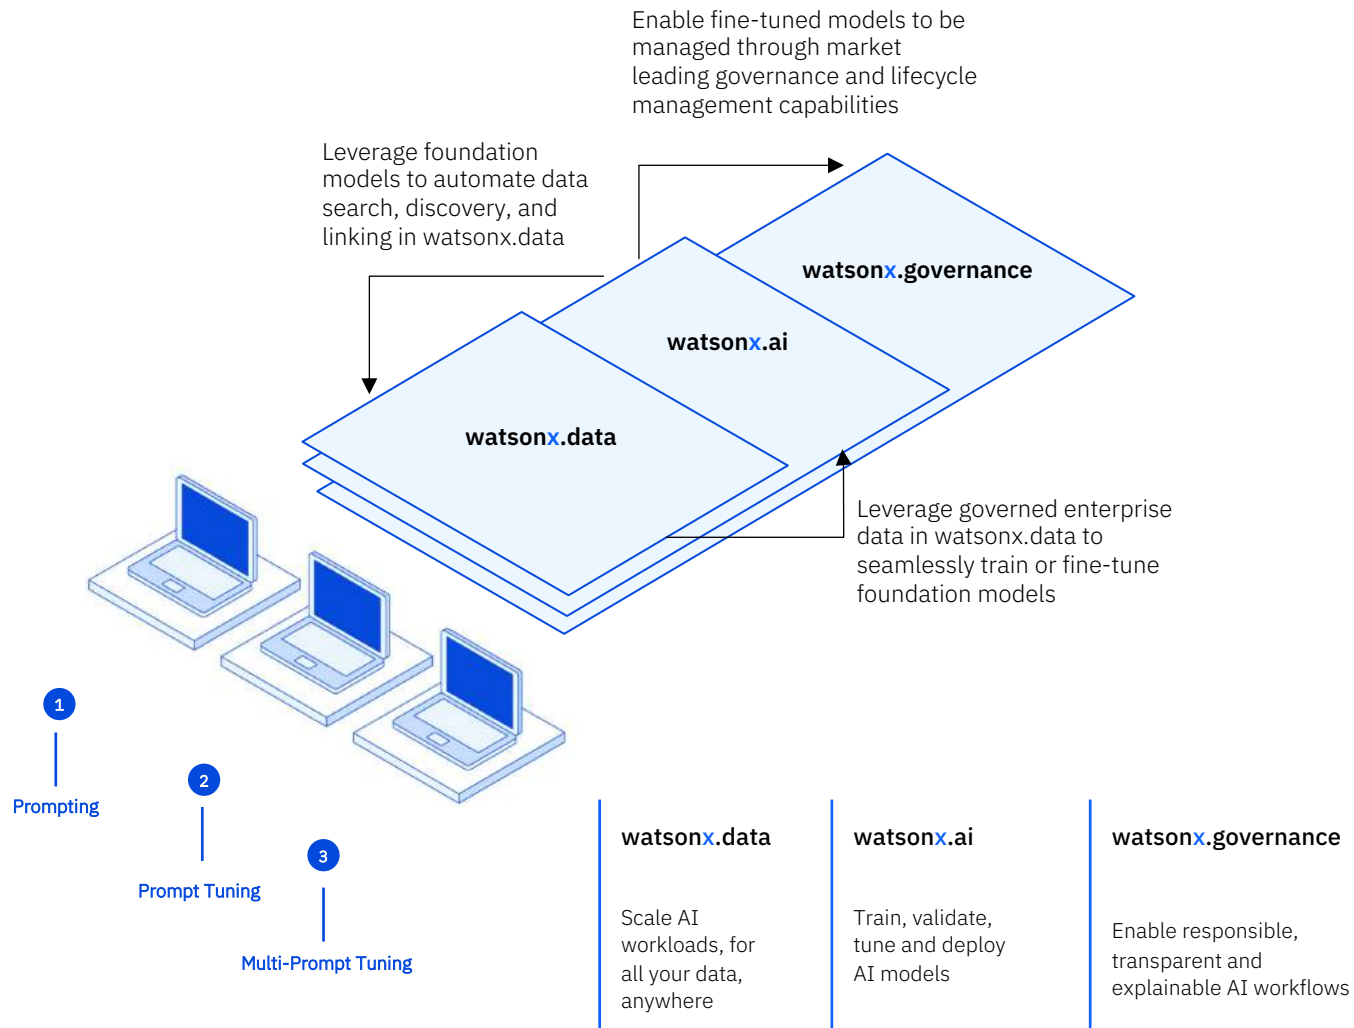 Enable fine-tuned models to be
managed through market
leading governance and lifecycle
management capabilities
Leverage foundation
models to automate data
search, discovery, and
linking in watsonx.data
watsonx.governance
watsonx.ai
watsonx.data
Leverage governed enterprise
data in watsonx.data to
seamlessly train or fine-tune
foundation models
1
Prompting
2
Prompt Tuning
3
Multi-Prompt Tuning
watsonx.data
Scale AI
workloads, for
all your data,
anywhere
watsonx.ai
Train, validate,
tune and deploy
AI models
watsonx.governance
Enable responsible,
transparent and
explainable AI workflows